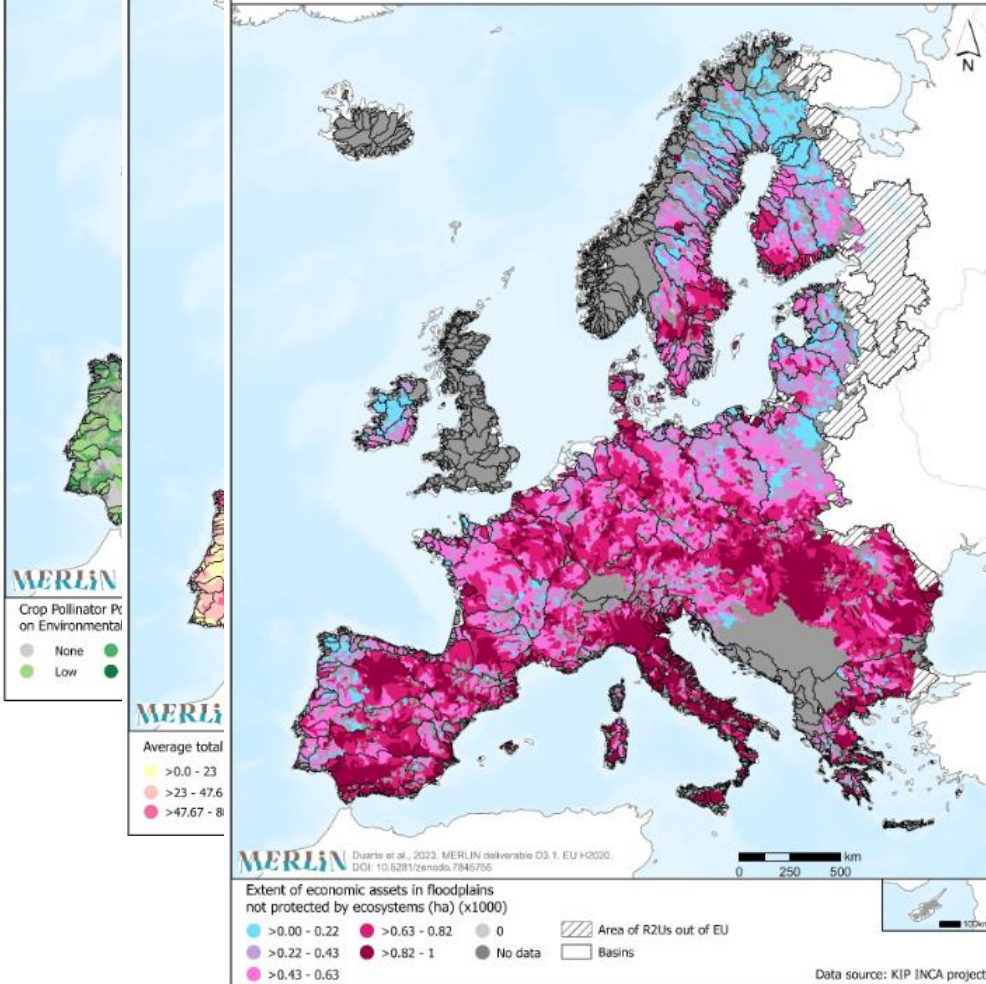 MERLiN
Crop Pollinator Po
on Environmental
None
Low
MERLi
Average total
>0.0 - 23
>23 - 47.6
>47.67 - 8
N
MERLiN
Duarte et al., 2023. MERLIN deliverable D3.1. EU H2020.
DOI: 10.5281/zenodo.7845755
km
0 250 500
Extent of economic assets in floodplains
not protected by ecosystems (ha) (x1000)
>0.00 - 0.22
>0.22 - 0.43
>0.43 - 0.63
>0.63 - 0.82
>0.82 - 1
0
No data
Area of R2Us out of EU
Basins
100km
Data source: KIP INCA project